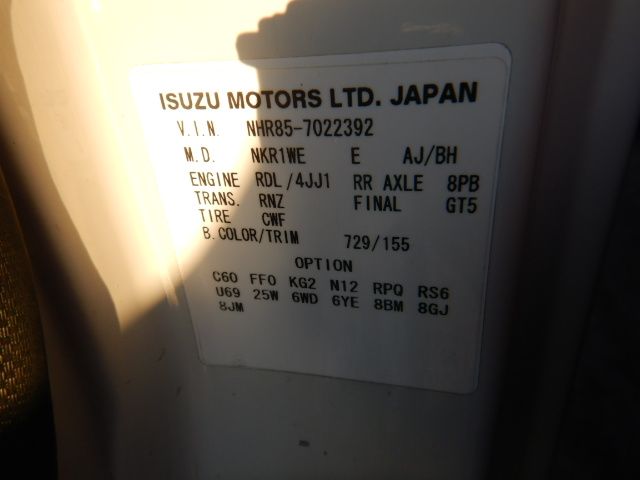 ISUZU MOTORS LTD. JAPAN
V.I.N. NHR85-7022392
M.D. NKR1WE E AJ/BH
ENGINE RDL/4JJ1 RR AXLE 8PB
TRANS. RNZ FINAL GT5
TIRE CWF
B.COLOR/TRIM 729/155
OPTION
C60 FF0 KG2 N12 RPQ RS6
U69 25W 6WD 6YE 8BM 8GJ
8JM